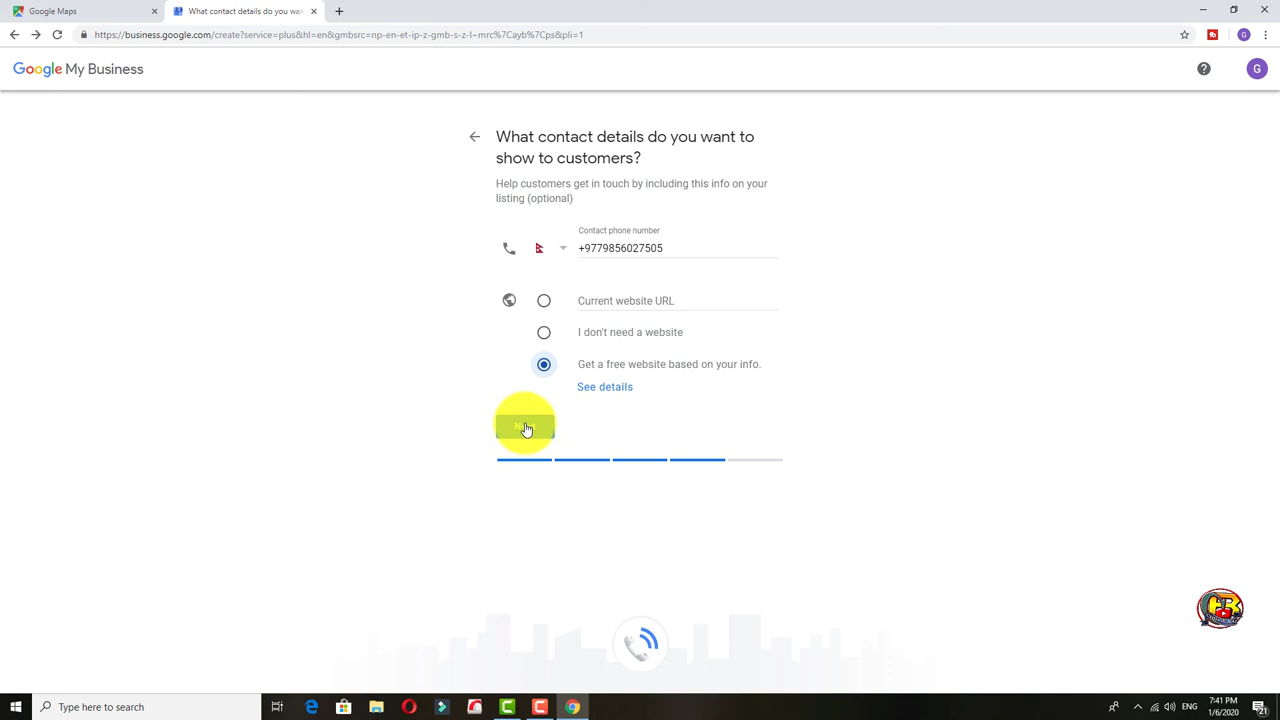 Google Maps
What contact details do you wan
https://business.google.com/create?service=plus&hl=en&gmbsrc=np-en-et-ip-z-gmb-s-z-l~mrc%7Cayb%7Cps&pli=1
G
Google My Business
G
What contact details do you want to
show to customers?
Help customers get in touch by including this info on your
listing (optional)
Contact phone number
+9779856027505
Current website URL
I don't need a website
Get a free website based on your info.
See details
Type here to search
ENG
7:41 PM
1/6/2020
21